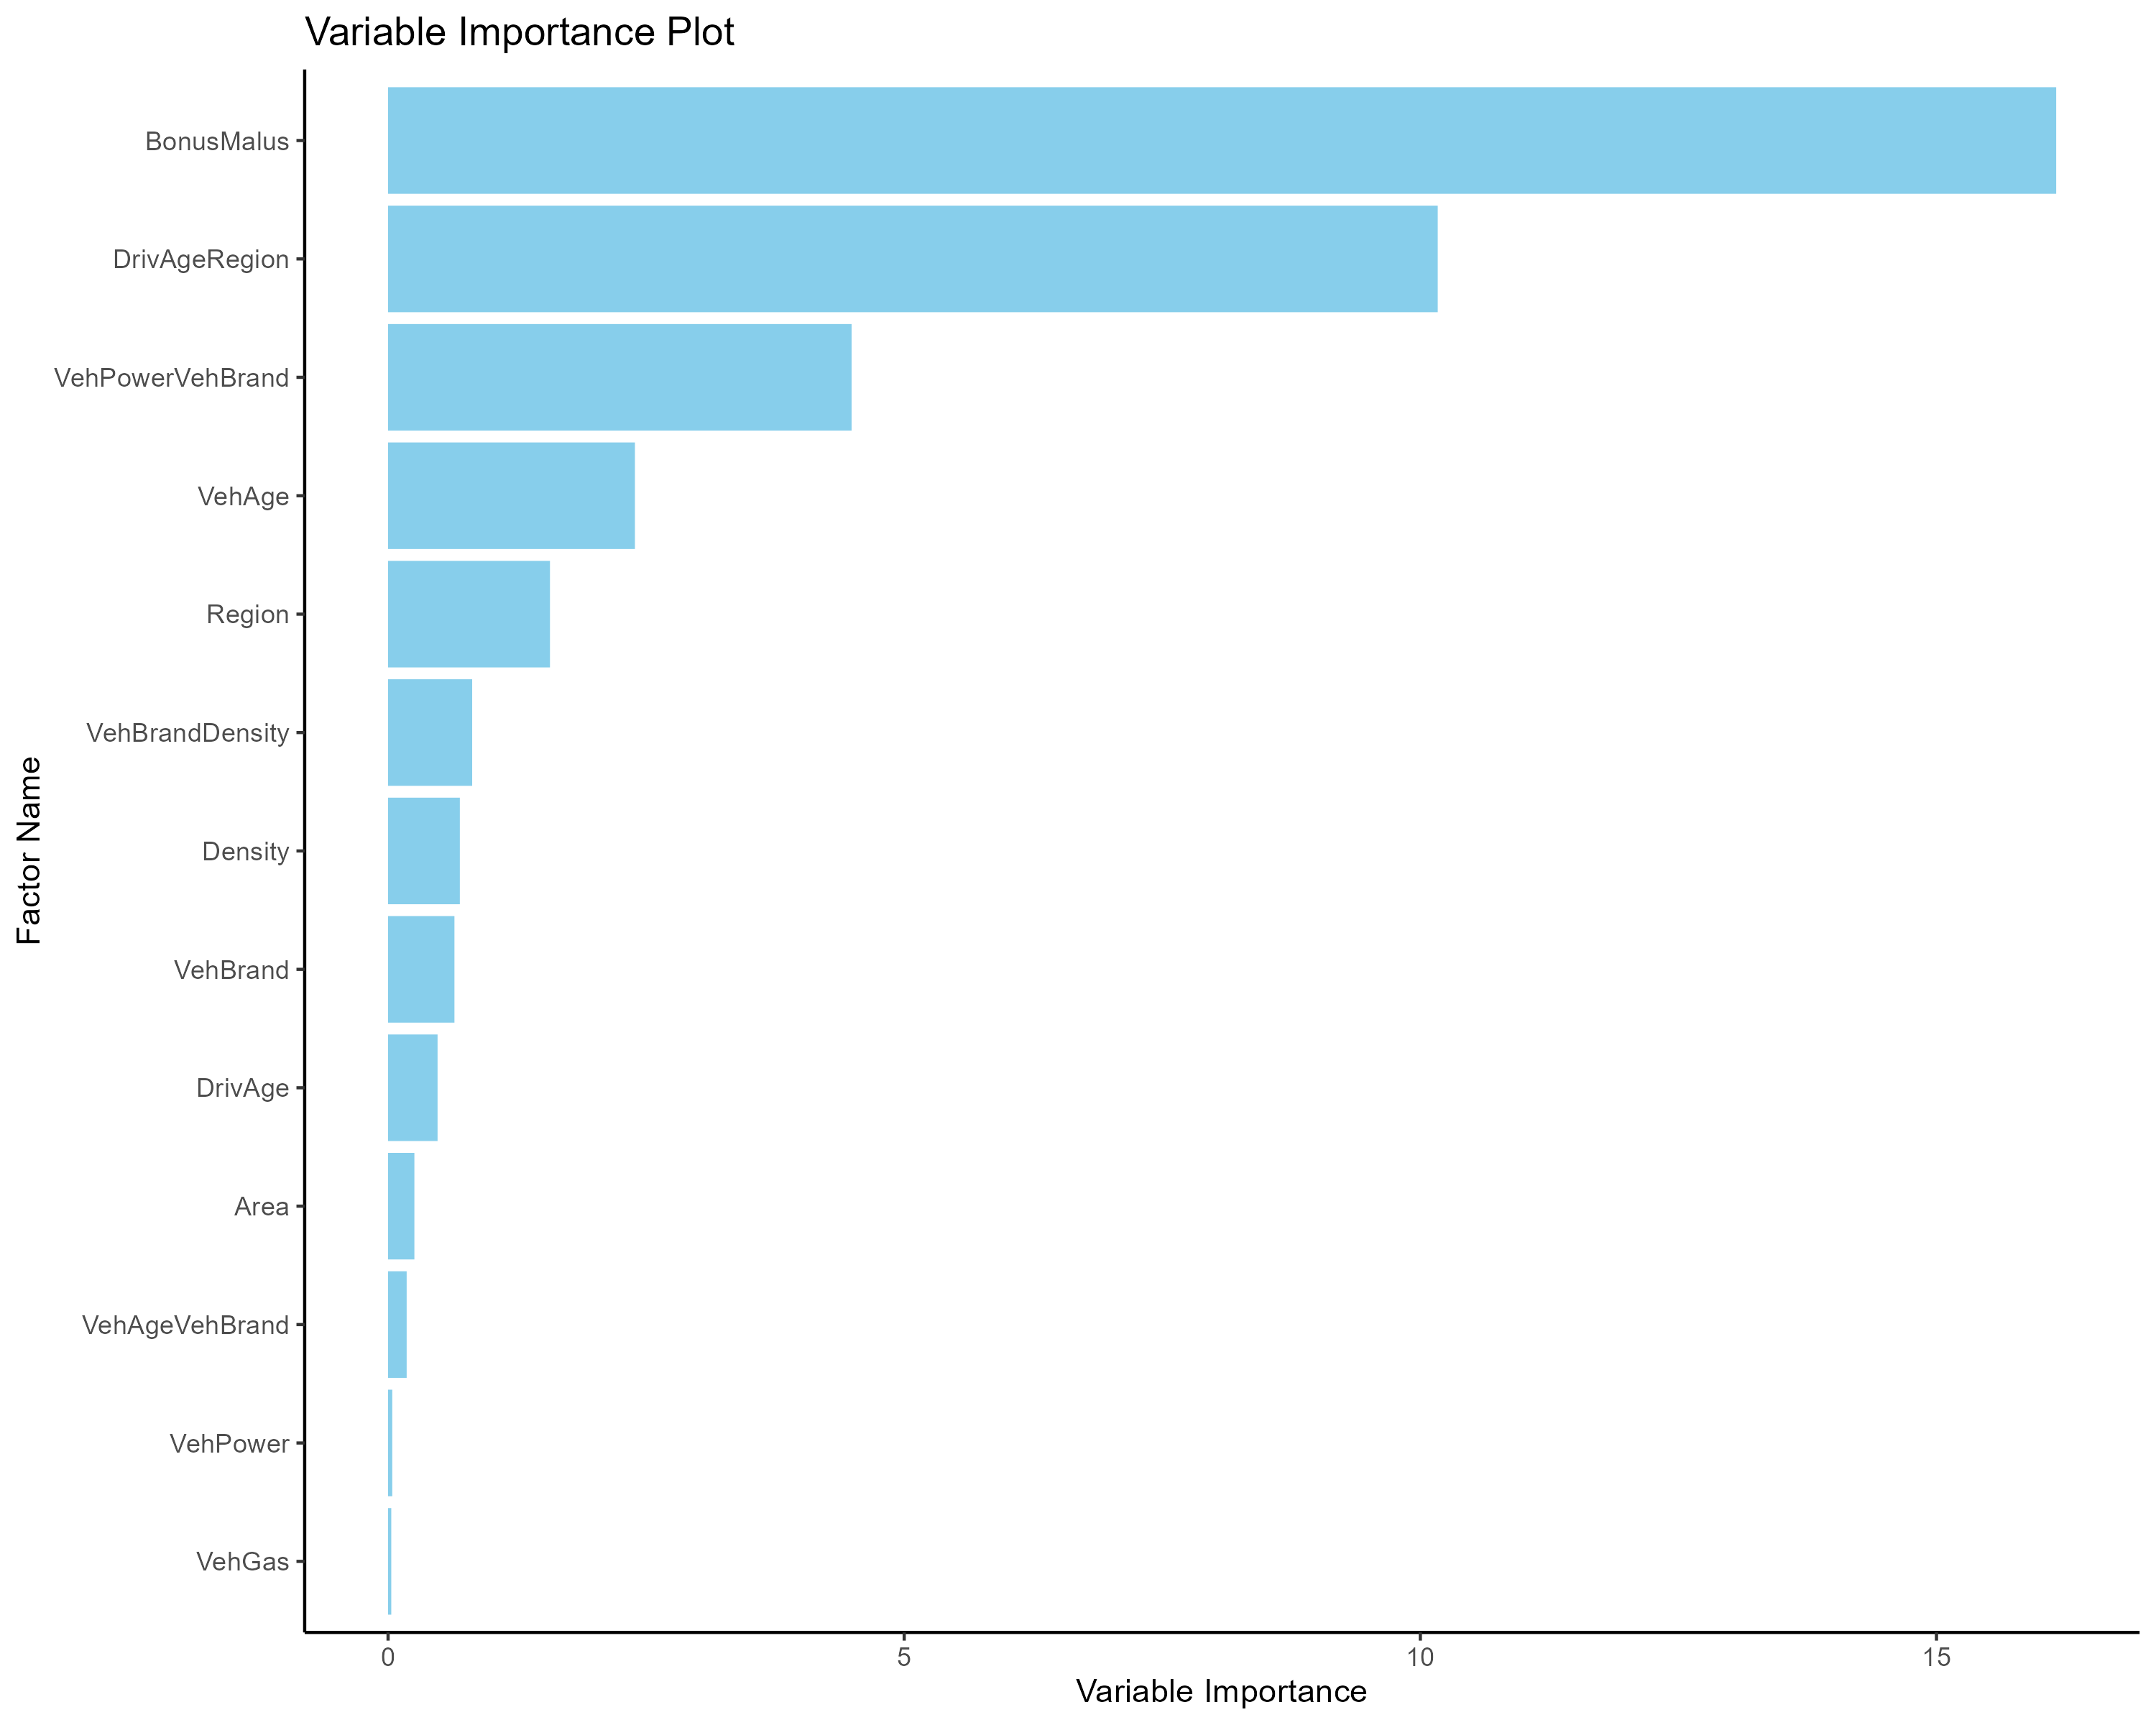 Variable Importance Plot
BonusMalus
DrivAgeRegion
VehPowerVehBrand
VehAge
Region
VehBrandDensity
Density
VehBrand
DrivAge
Area
VehAgeVehBrand
VehPower
VehGas
Factor Name
0 5 10 15
Variable Importance